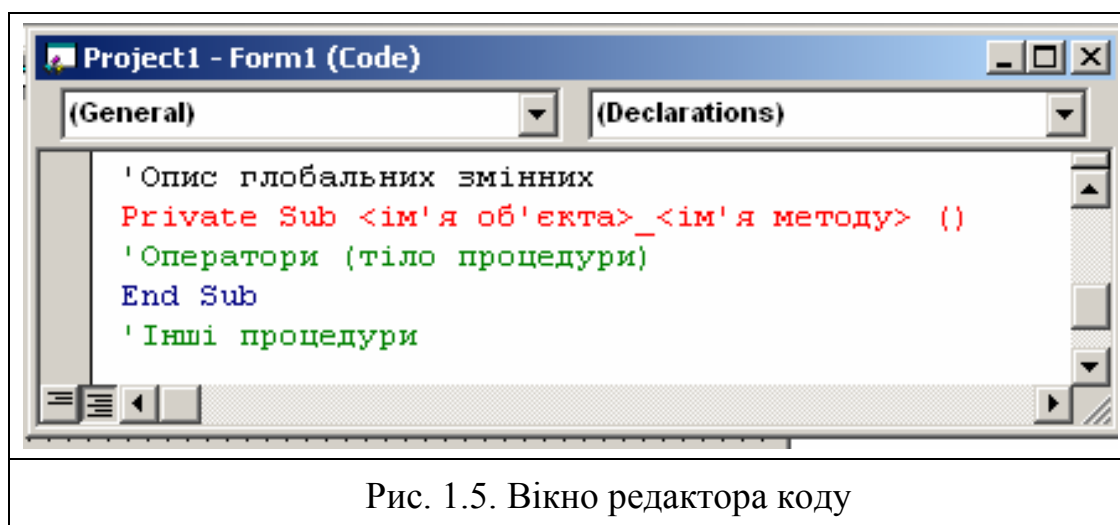 Project1 - Form1 (Code)
(General) (Declarations)
'Опис глобальних змінних
Private Sub <ім'я об'єкта>_<ім'я методу> ()
'Оператори (тіло процедури)
End Sub
'Інші процедури
Рис. 1.5. Вікно редактора коду